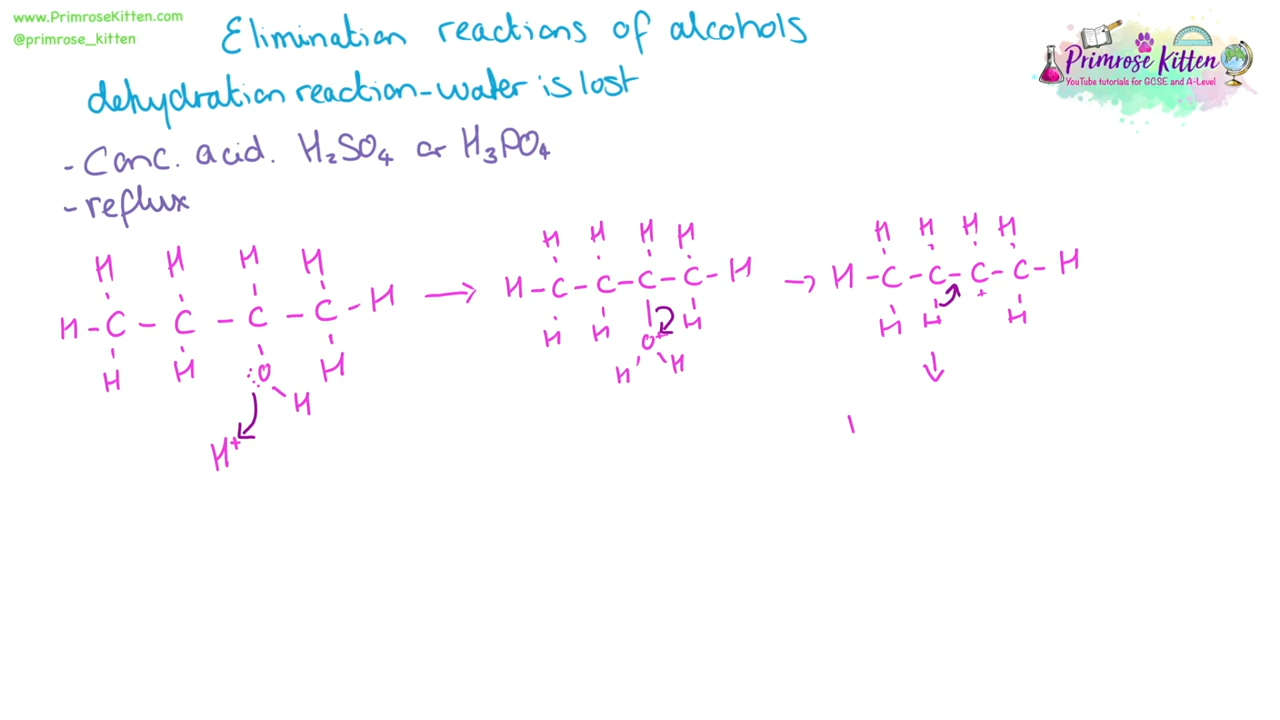 www.PrimroseKitten.com
@primrose_kitten
Elimination reactions of alcohols
Primrose Kitten
YouTube tutorials for GCSE and A-Level
dehydration reaction-water is lost
- Conc. acid. H₂SO₄ or H₃PO₄
- reflux
H H H H
H - C - C - C - C - H
H H :O H
H
H⁺
→
H H H H
H - C - C - C - C - H
H H O⁺ H
H H
→
H H H H
H - C - C - C - C - H
+
H H H
↓